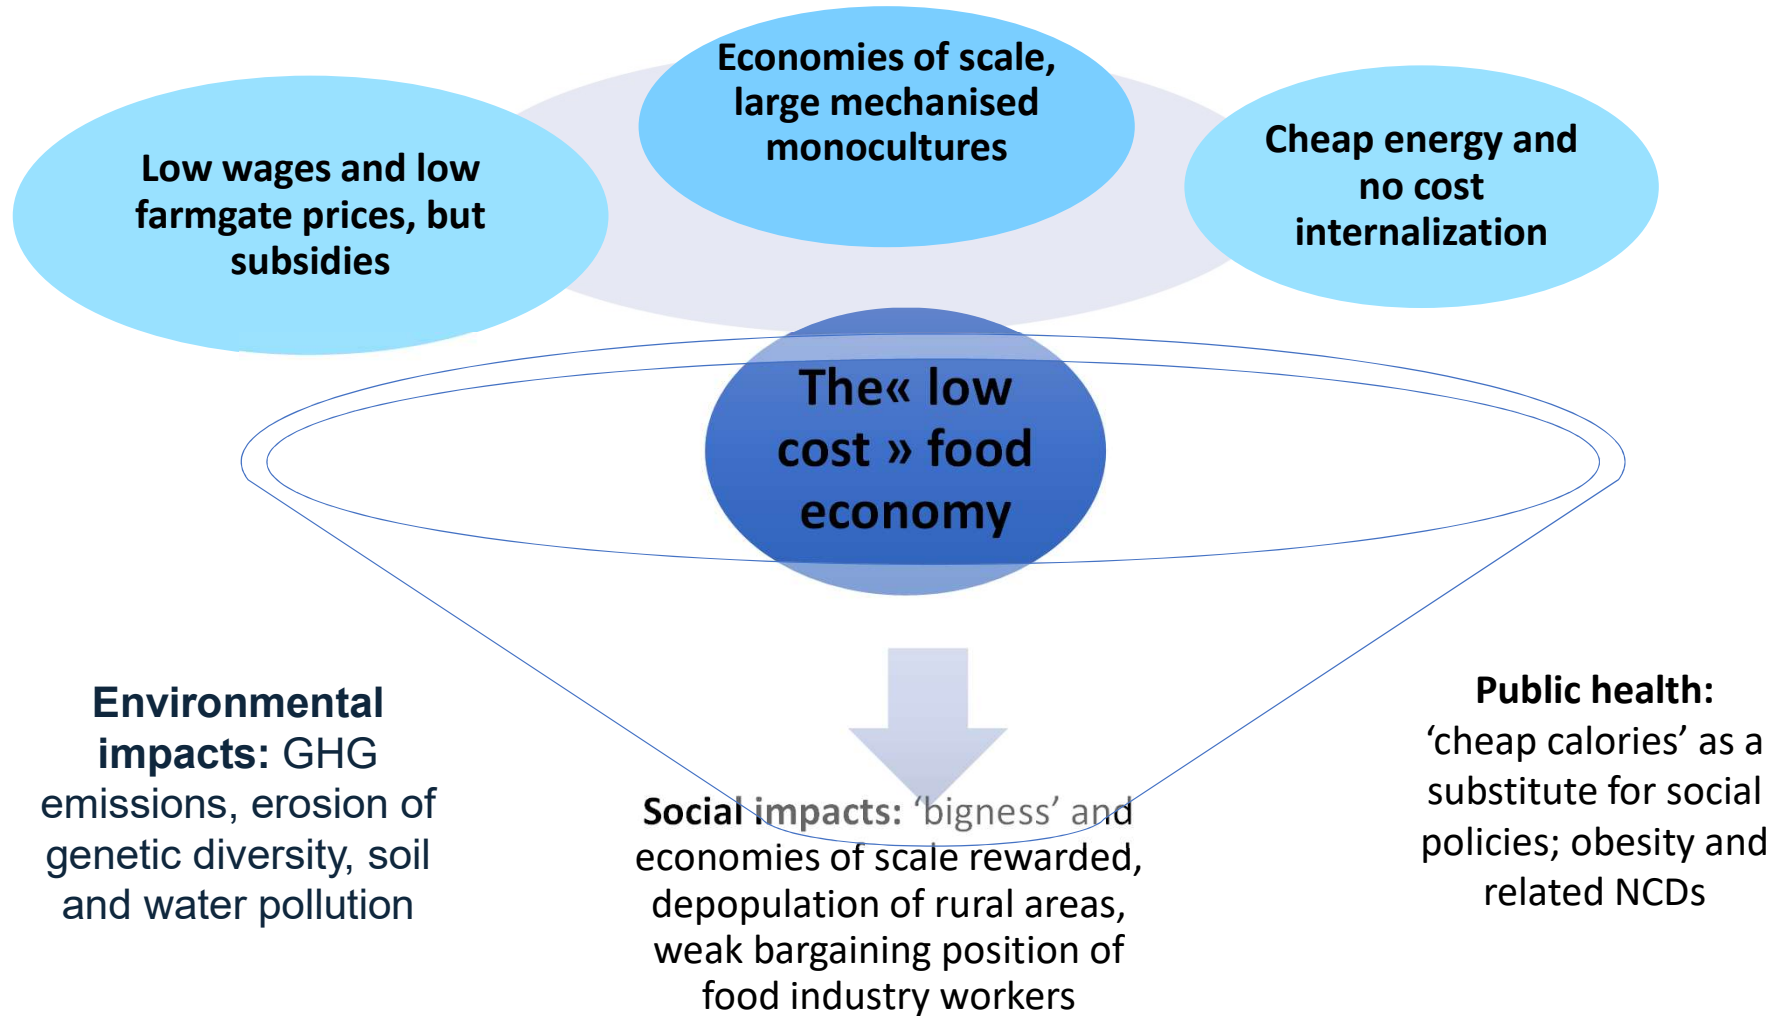 Economies of scale,
large mechanised
monocultures
Low wages and low
farmgate prices, but
subsidies
Cheap energy and
no cost
internalization
The« low
cost » food
economy
Environmental
impacts: GHG
emissions, erosion of
genetic diversity, soil
and water pollution
Social impacts: ‘bigness’ and
economies of scale rewarded,
depopulation of rural areas,
weak bargaining position of
food industry workers
Public health:
‘cheap calories’ as a
substitute for social
policies; obesity and
related NCDs